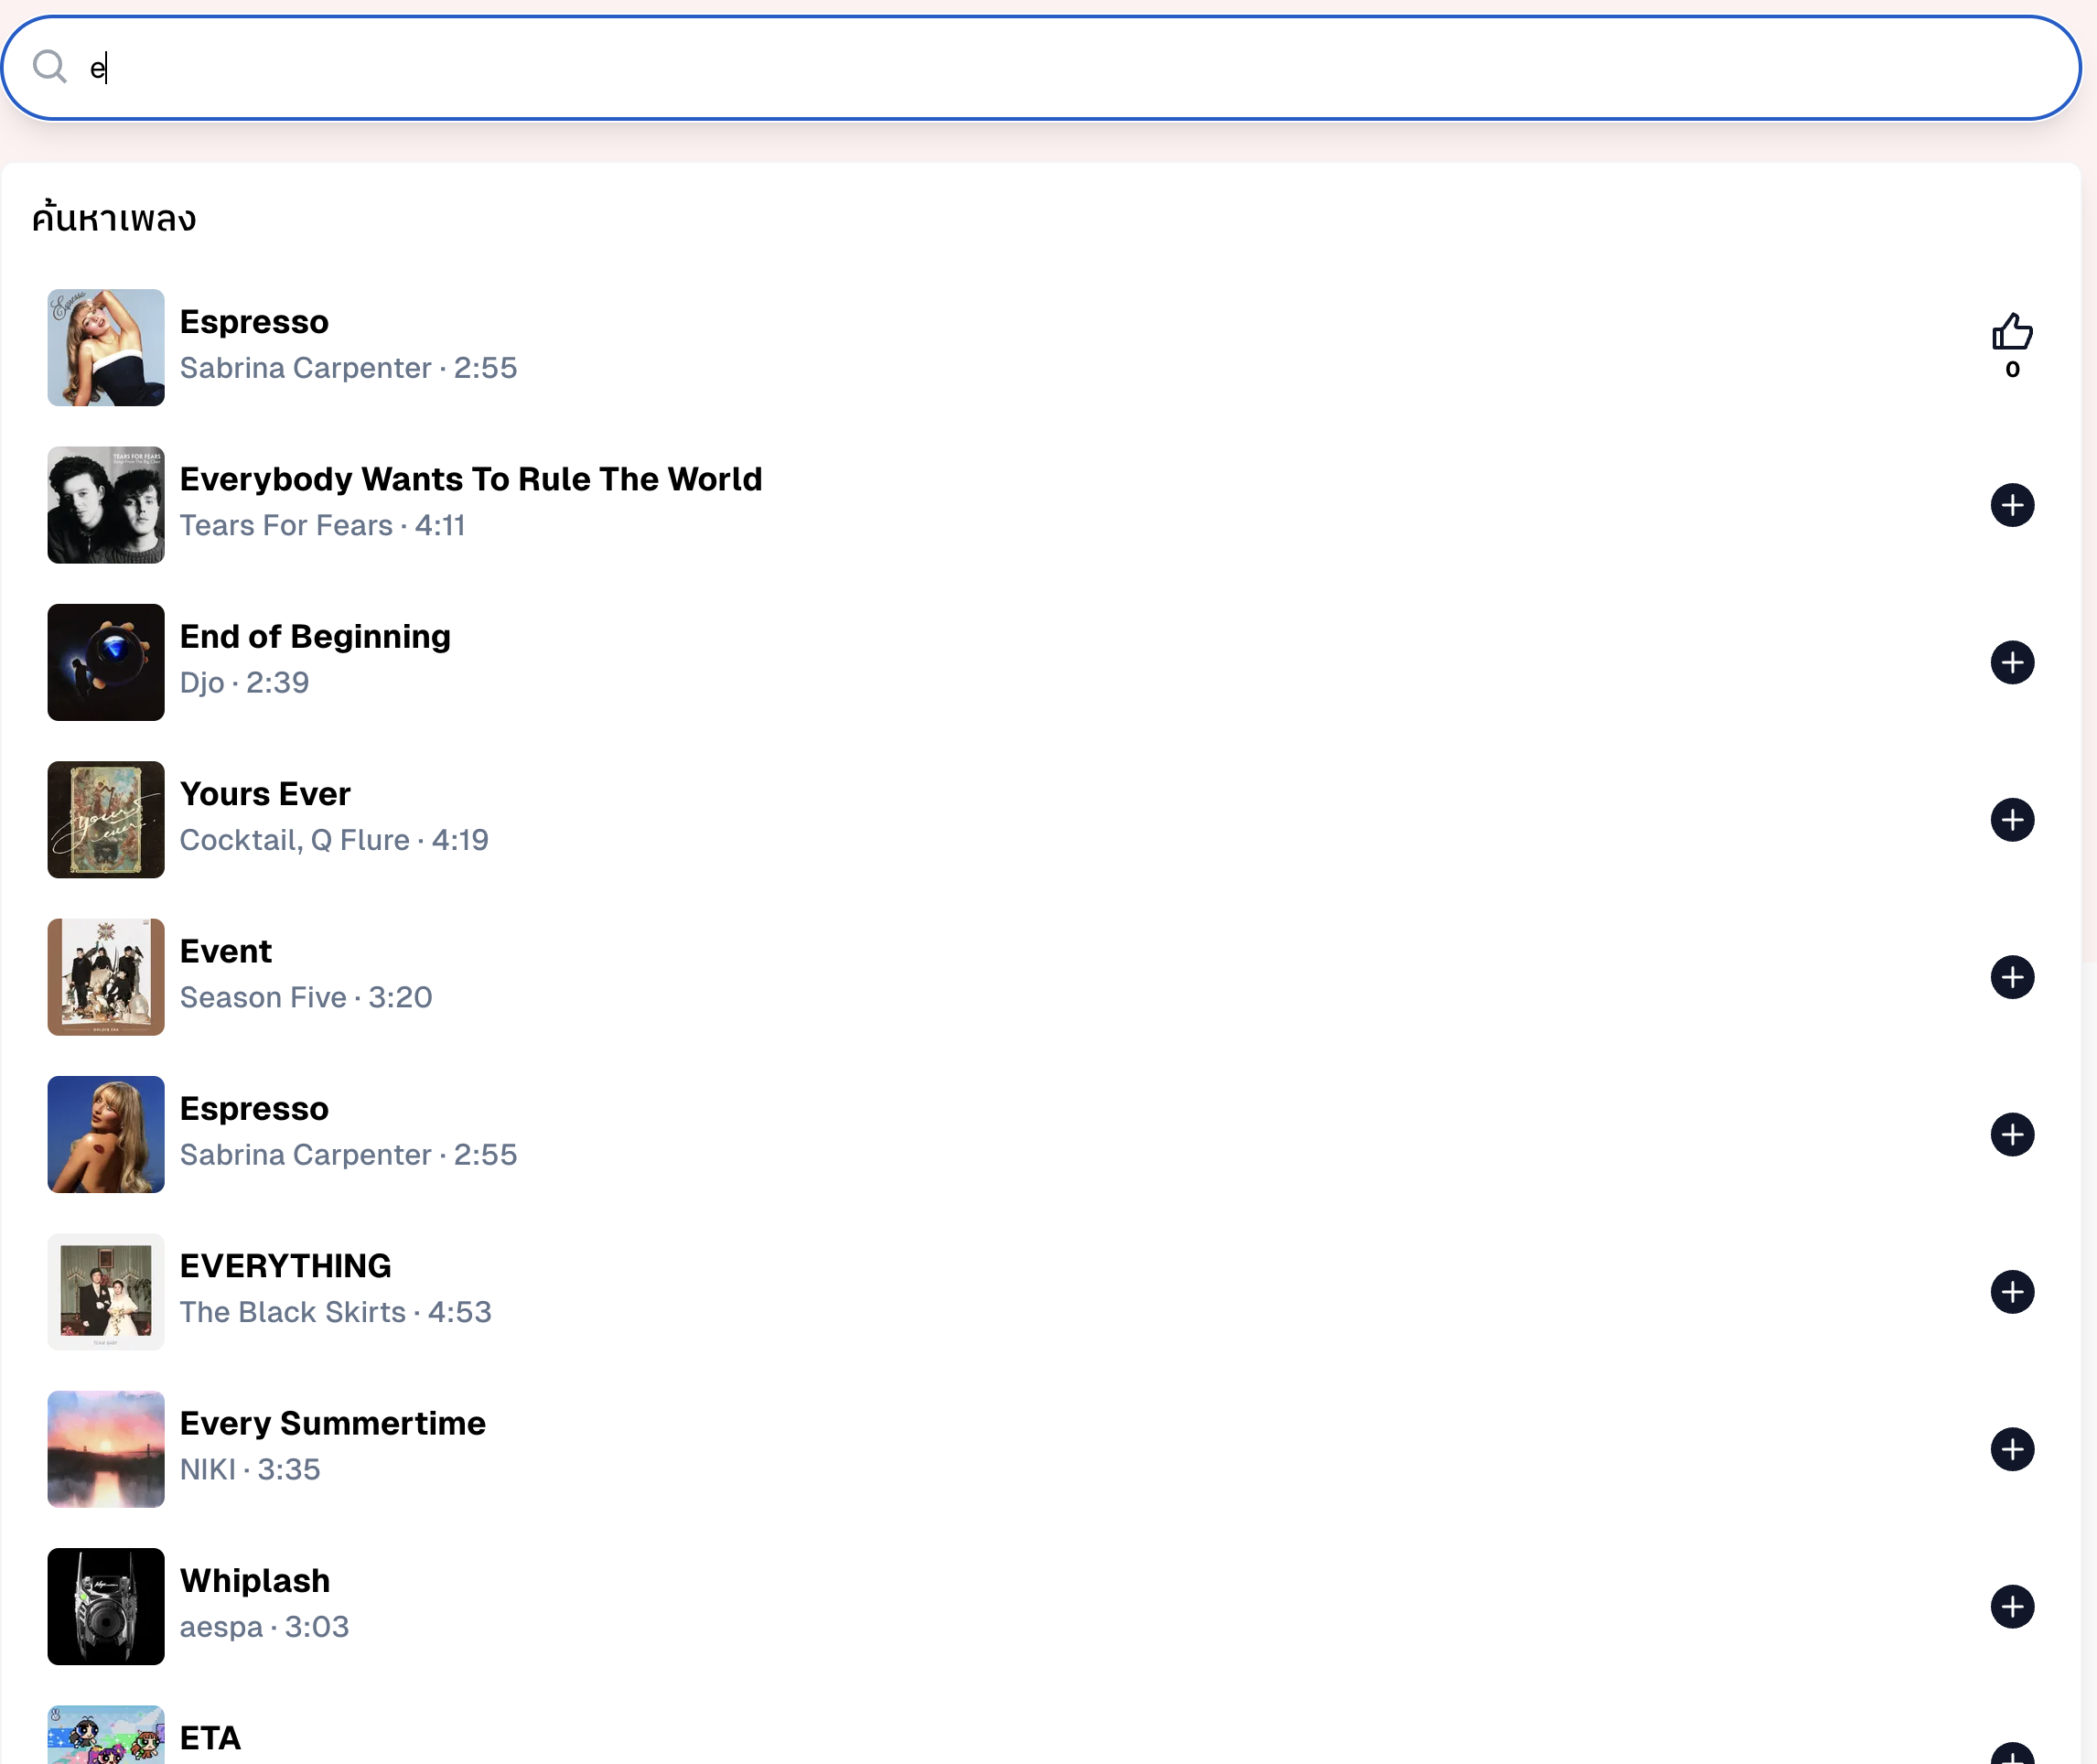 e
ค้นหาเพลง
Espresso
Sabrina Carpenter · 2:55
0
Everybody Wants To Rule The World
Tears For Fears · 4:11
End of Beginning
Djo · 2:39
Yours Ever
Cocktail, Q Flure · 4:19
Event
Season Five · 3:20
Espresso
Sabrina Carpenter · 2:55
EVERYTHING
The Black Skirts · 4:53
Every Summertime
NIKI · 3:35
Whiplash
aespa · 3:03
ETA